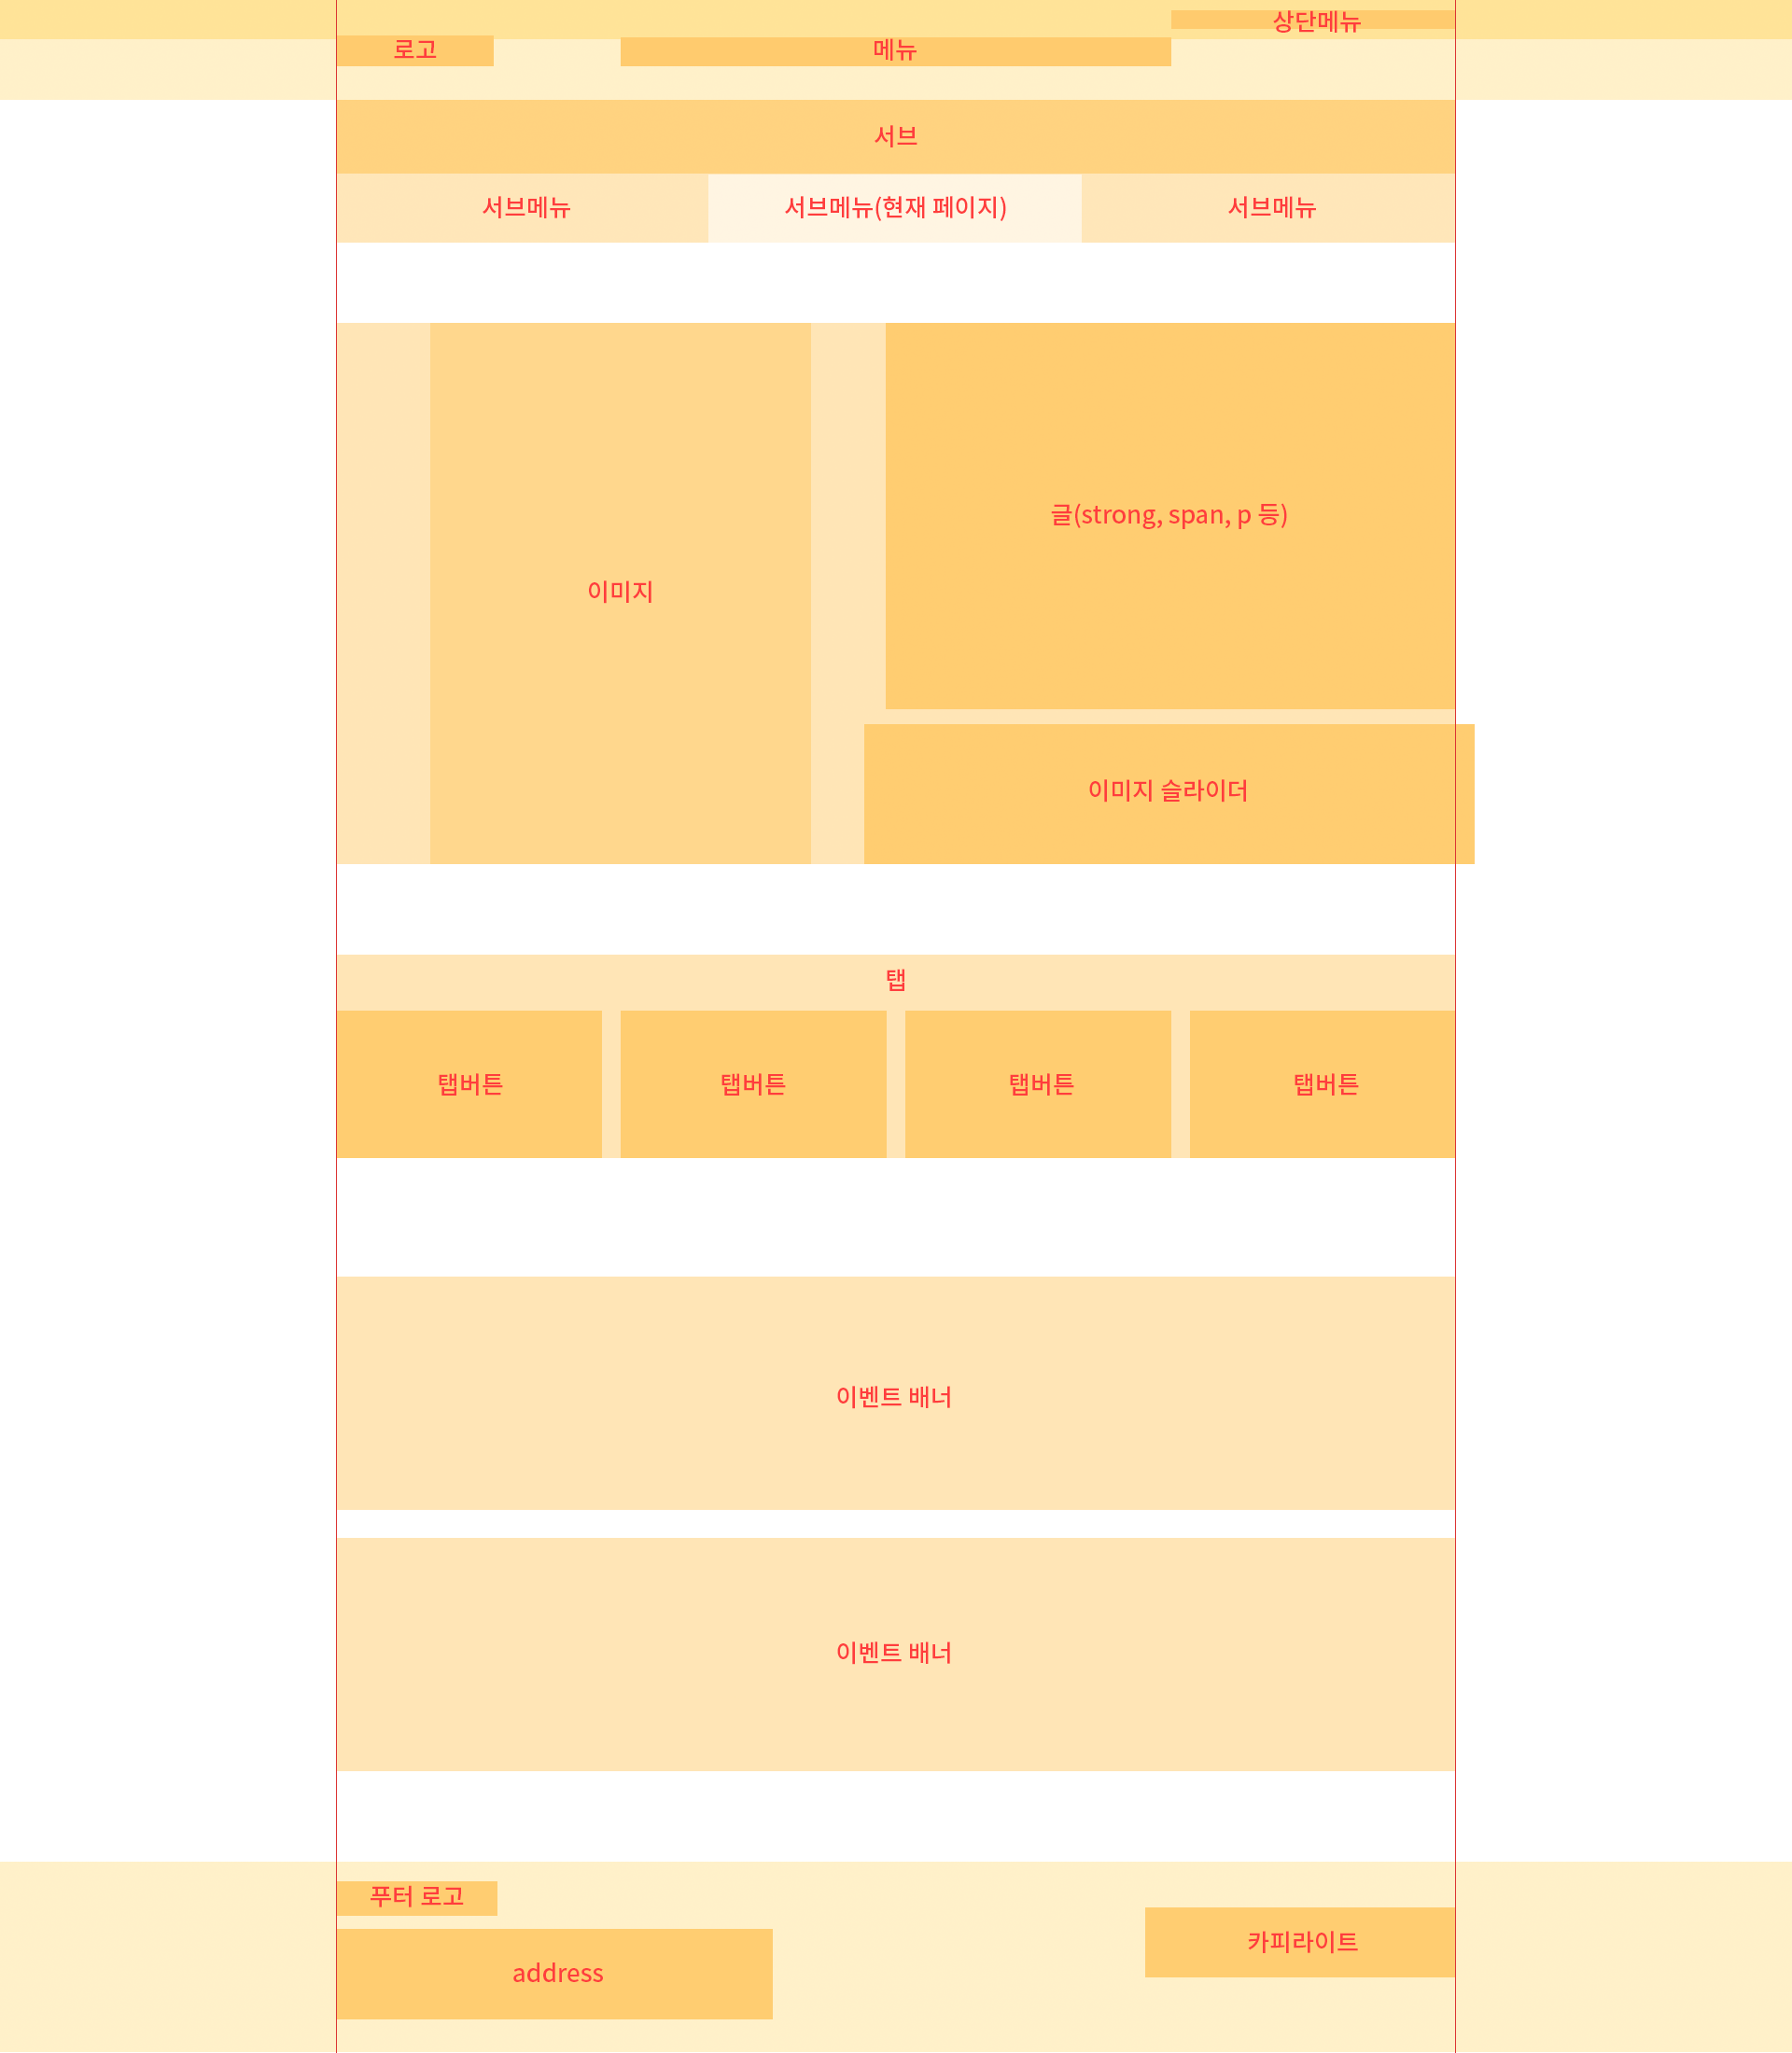 상단메뉴
로고
메뉴
서브
서브메뉴
서브메뉴(현재 페이지)
서브메뉴
이미지
글(strong, span, p 등)
이미지 슬라이더
탭
탭버튼
탭버튼
탭버튼
탭버튼
이벤트 배너
이벤트 배너
푸터 로고
address
카피라이트